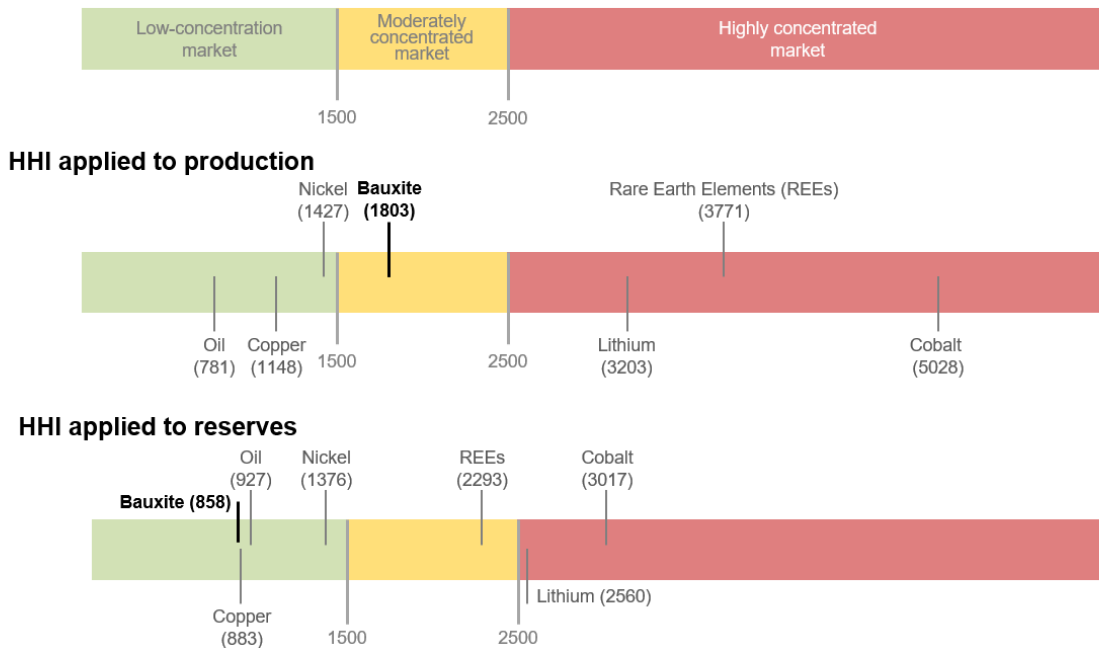 Low-concentration
market
Moderately
concentrated
market
Highly concentrated
market
1500
2500
HHI applied to production
Nickel
(1427)
Bauxite
(1803)
Rare Earth Elements (REEs)
(3771)
Oil
(781)
Copper
(1148)
1500
2500
Lithium
(3203)
Cobalt
(5028)
HHI applied to reserves
Oil
(927)
Nickel
(1376)
REEs
(2293)
Cobalt
(3017)
Bauxite (858)
Copper
(883)
1500
2500
Lithium (2560)